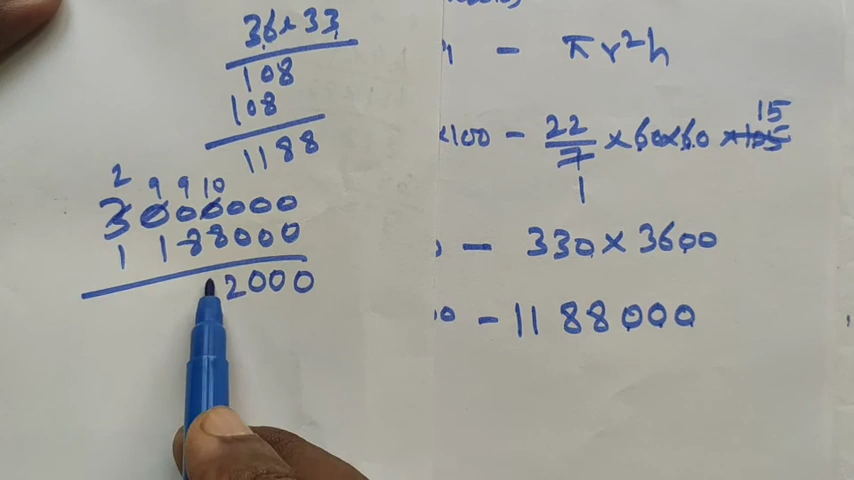 36×33
108
108
1188
2 9 9 10
3000000
1188000
2000
- πr²h
×100 - 22/7 × 60×60 × 105 15
1
- 330 × 3600
00 - 1188000